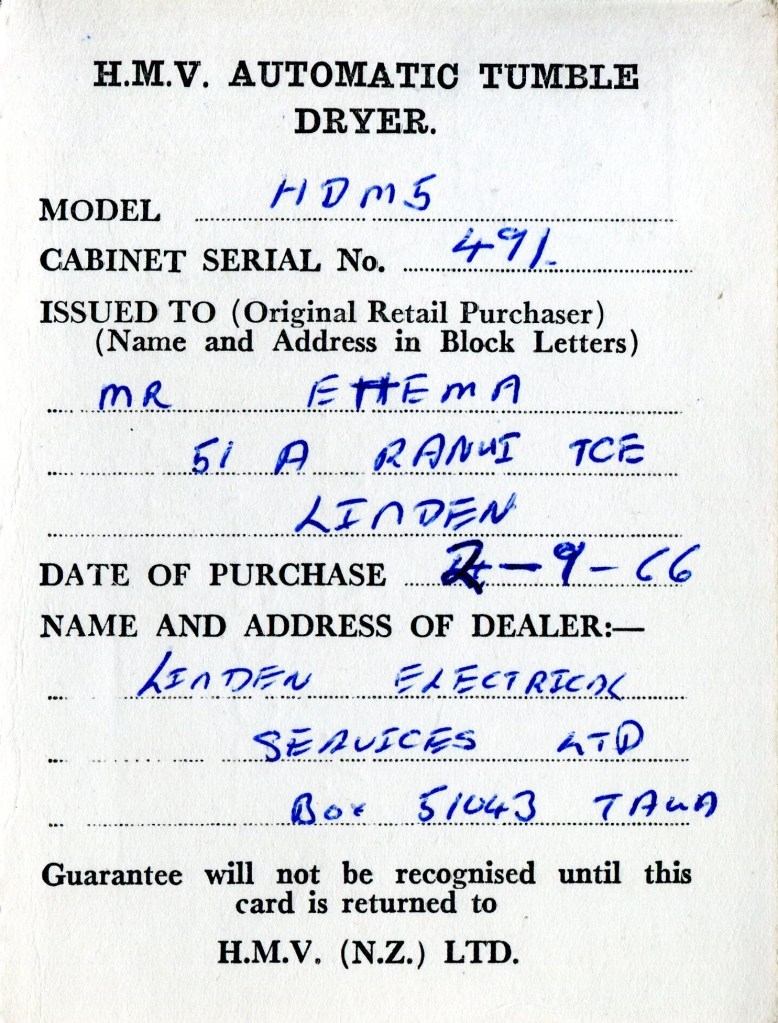 H.M.V. AUTOMATIC TUMBLE
DRYER.
MODEL HDM5
CABINET SERIAL No. 491
ISSUED TO (Original Retail Purchaser)
(Name and Address in Block Letters)
MR ETTEMA
51 A RANUI TCE
LINDEN
DATE OF PURCHASE 2-9-66
NAME AND ADDRESS OF DEALER:—
LINDEN ELECTRICAL
SERVICES LTD
Box 51043 TAWA
Guarantee will not be recognised until this
card is returned to
H.M.V. (N.Z.) LTD.